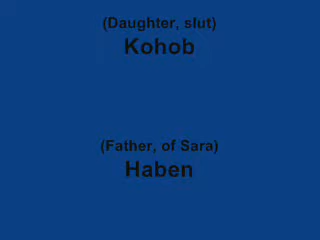 (Daughter, slut)
Kohob
(Father, of Sara)
Haben